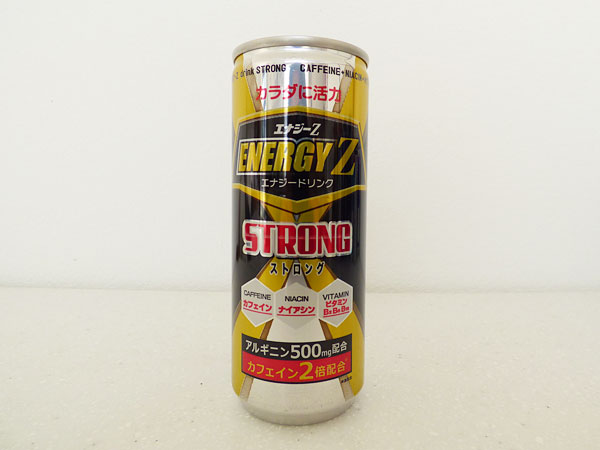 drink STRONG CAFFEINE+NIACIN
カラダに活力
エナジーZ
ENERGY Z
エナジードリンク
STRONG
ストロング
CAFFEINE
カフェイン
NIACIN
ナイアシン
VITAMIN
ビタミン
アルギニン500mg配合
カフェイン2倍配合